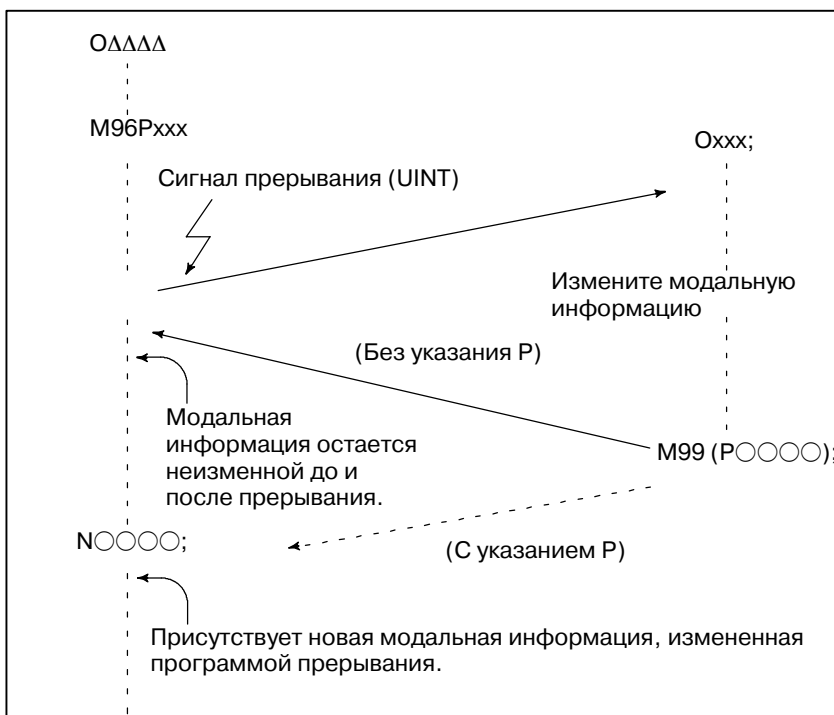 OΔΔΔΔ
M96Pxxx
Oxxx;
Сигнал прерывания (UINT)
Измените модальную
информацию
(Без указания P)
Модальная
информация остается
неизменной до и
после прерывания.
M99 (P○○○○);
N○○○○;
(С указанием P)
Присутствует новая модальная информация, измененная
программой прерывания.